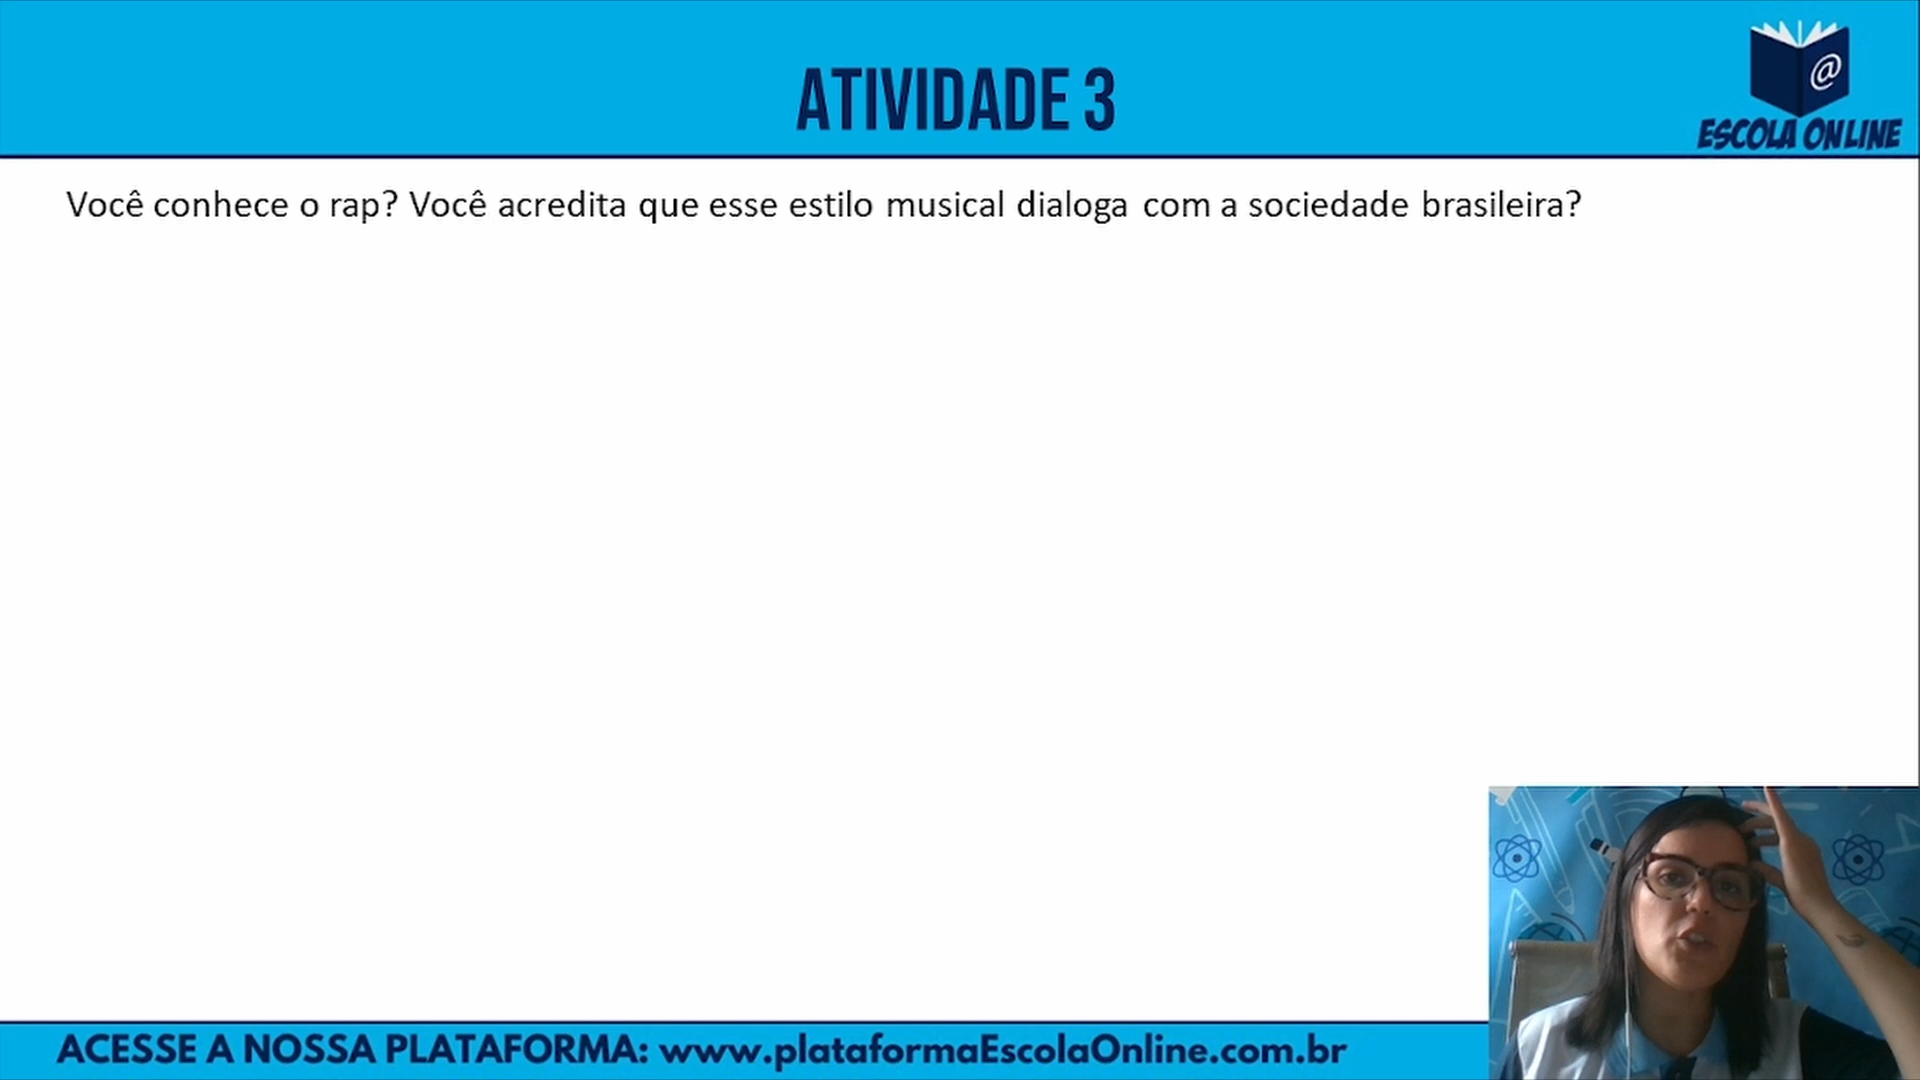 ATIVIDADE 3
@
ESCOLA ONLINE
Você conhece o rap? Você acredita que esse estilo musical dialoga com a sociedade brasileira?
ACESSE A NOSSA PLATAFORMA: www.plataformaEscolaOnline.com.br